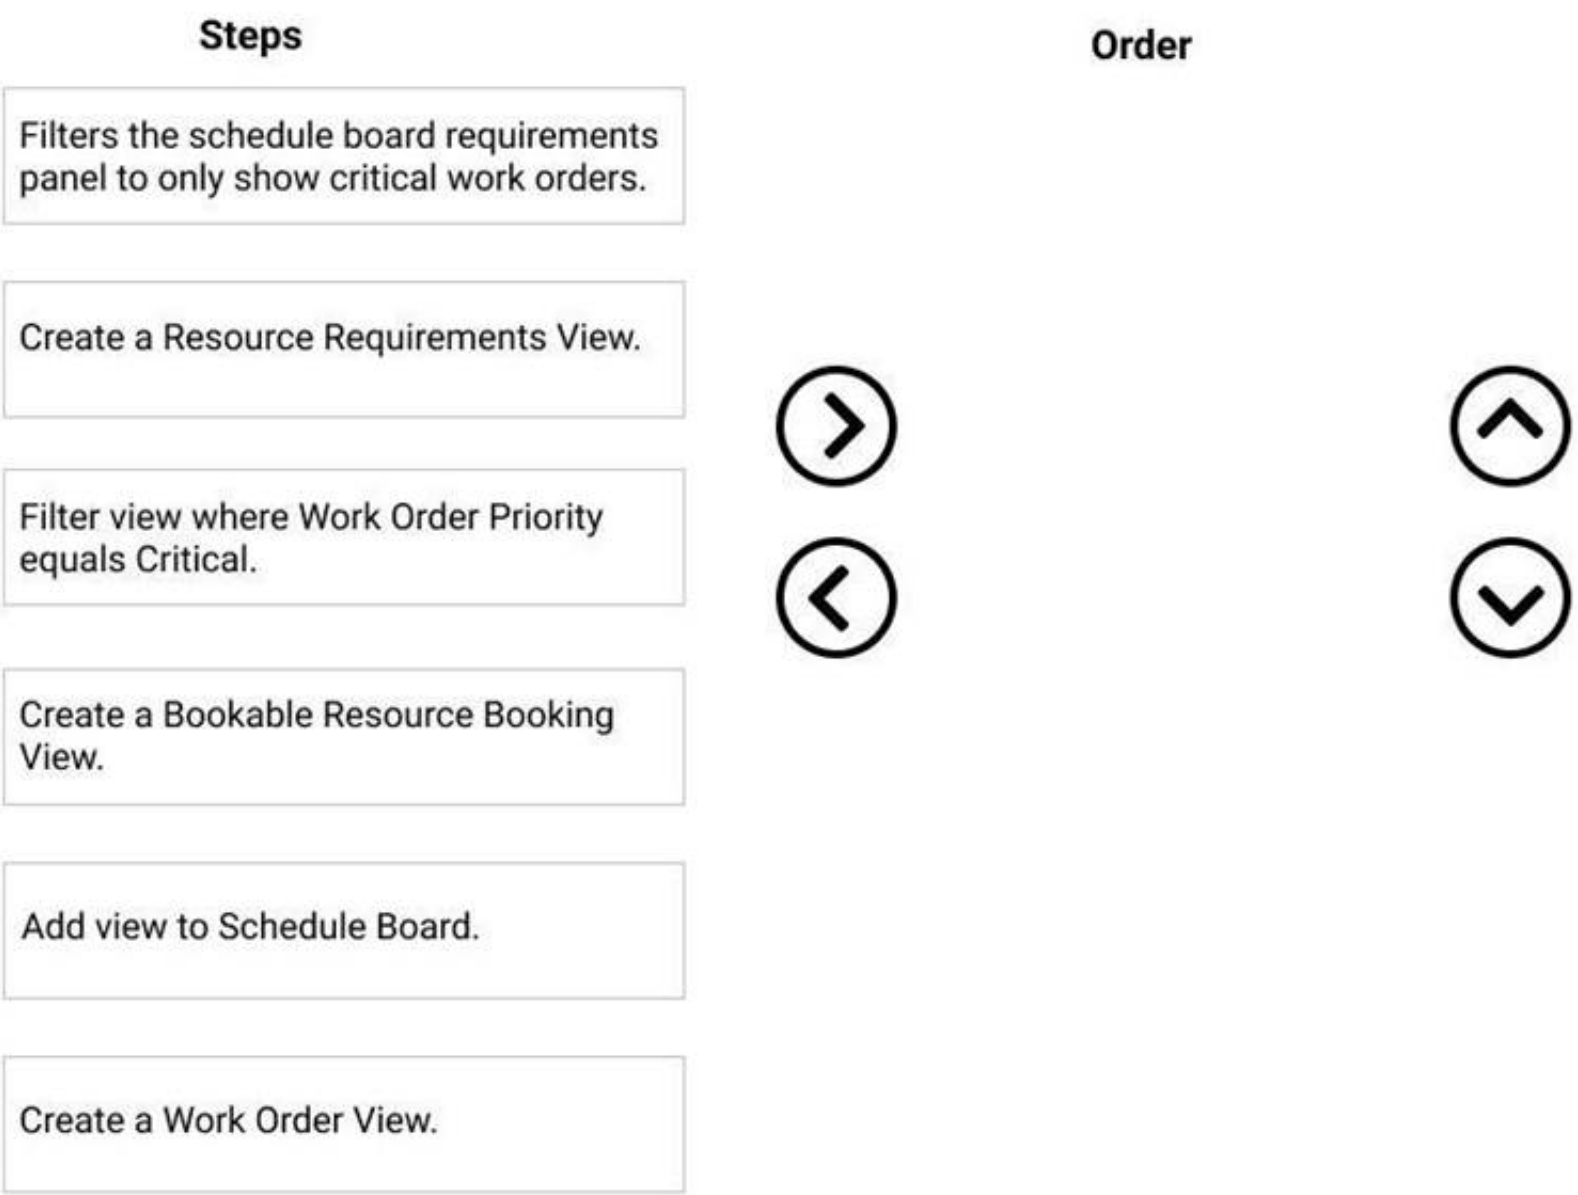 Steps
Order
Filters the schedule board requirements
panel to only show critical work orders.
Create a Resource Requirements View.
Filter view where Work Order Priority
equals Critical.
Create a Bookable Resource Booking
View.
Add view to Schedule Board.
Create a Work Order View.